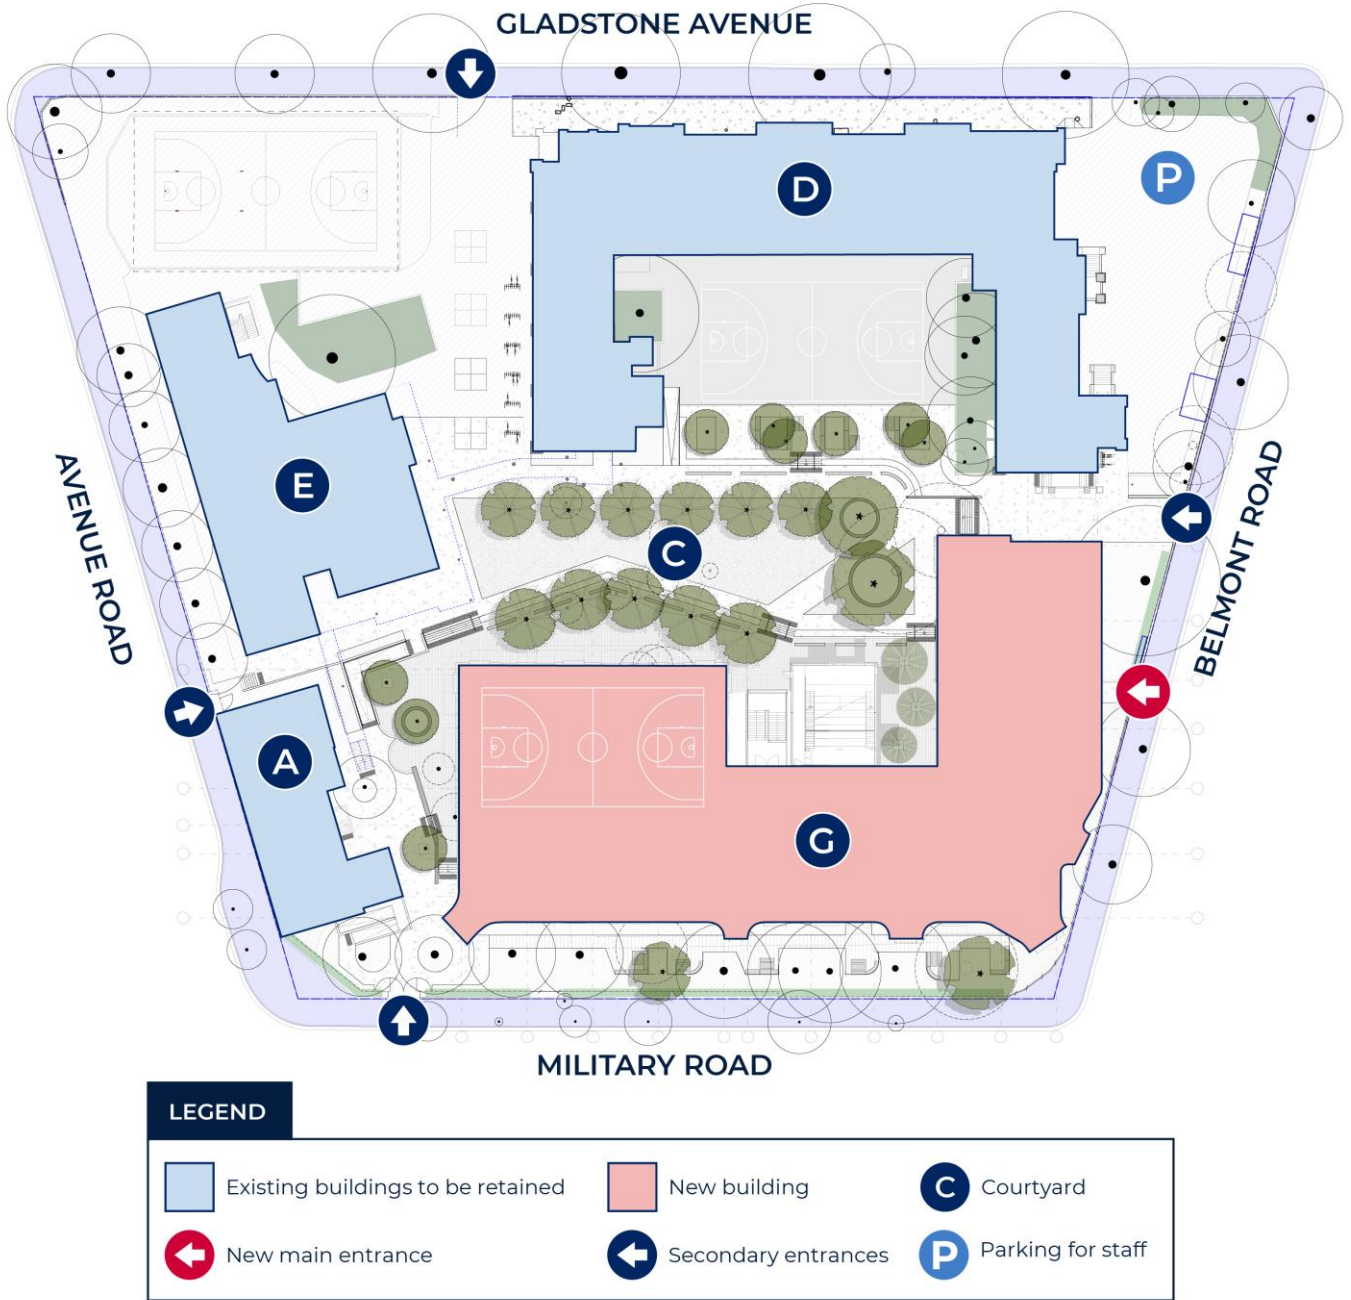 GLADSTONE AVENUE
P
D
E
C
AVENUE ROAD
BELMONT ROAD
A
G
MILITARY ROAD
LEGEND
Existing buildings to be retained
New building
C Courtyard
New main entrance
Secondary entrances
P Parking for staff